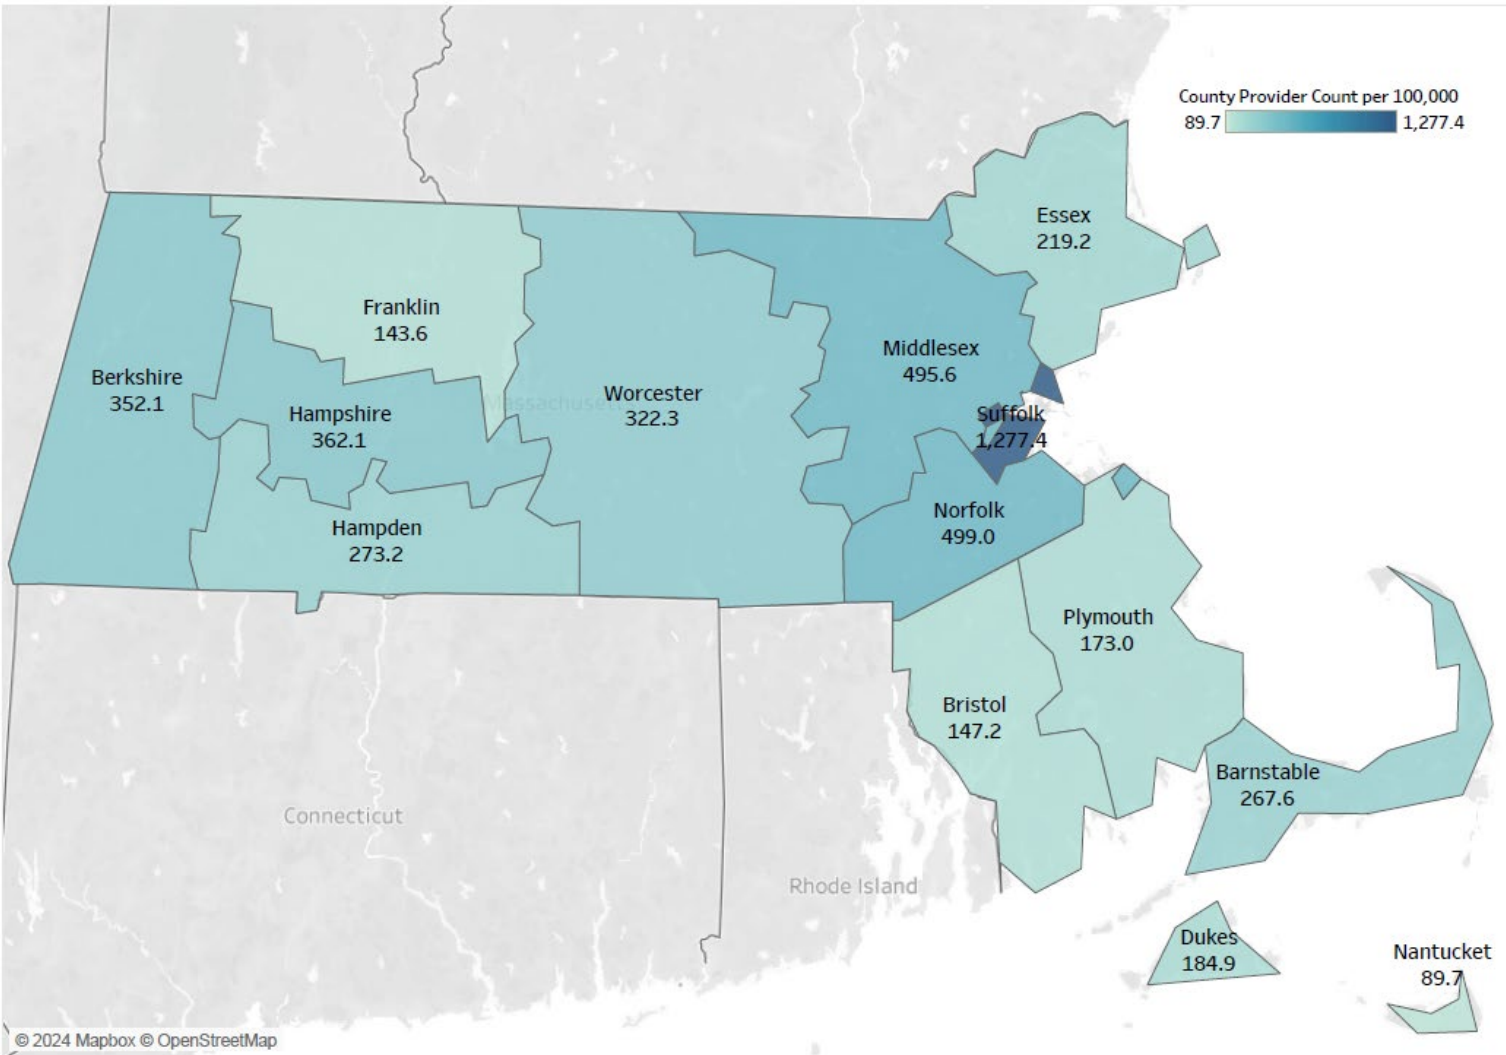 County Provider Count per 100,000
89.7 1,277.4
Essex
219.2
Franklin
143.6
Middlesex
495.6
Berkshire
352.1
Worcester
322.3
Massachusetts
Hampshire
362.1
Suffolk
1,277.4
Norfolk
499.0
Hampden
273.2
Plymouth
173.0
Bristol
147.2
Barnstable
267.6
Connecticut
Rhode Island
Dukes
184.9
Nantucket
89.7
© 2024 Mapbox © OpenStreetMap